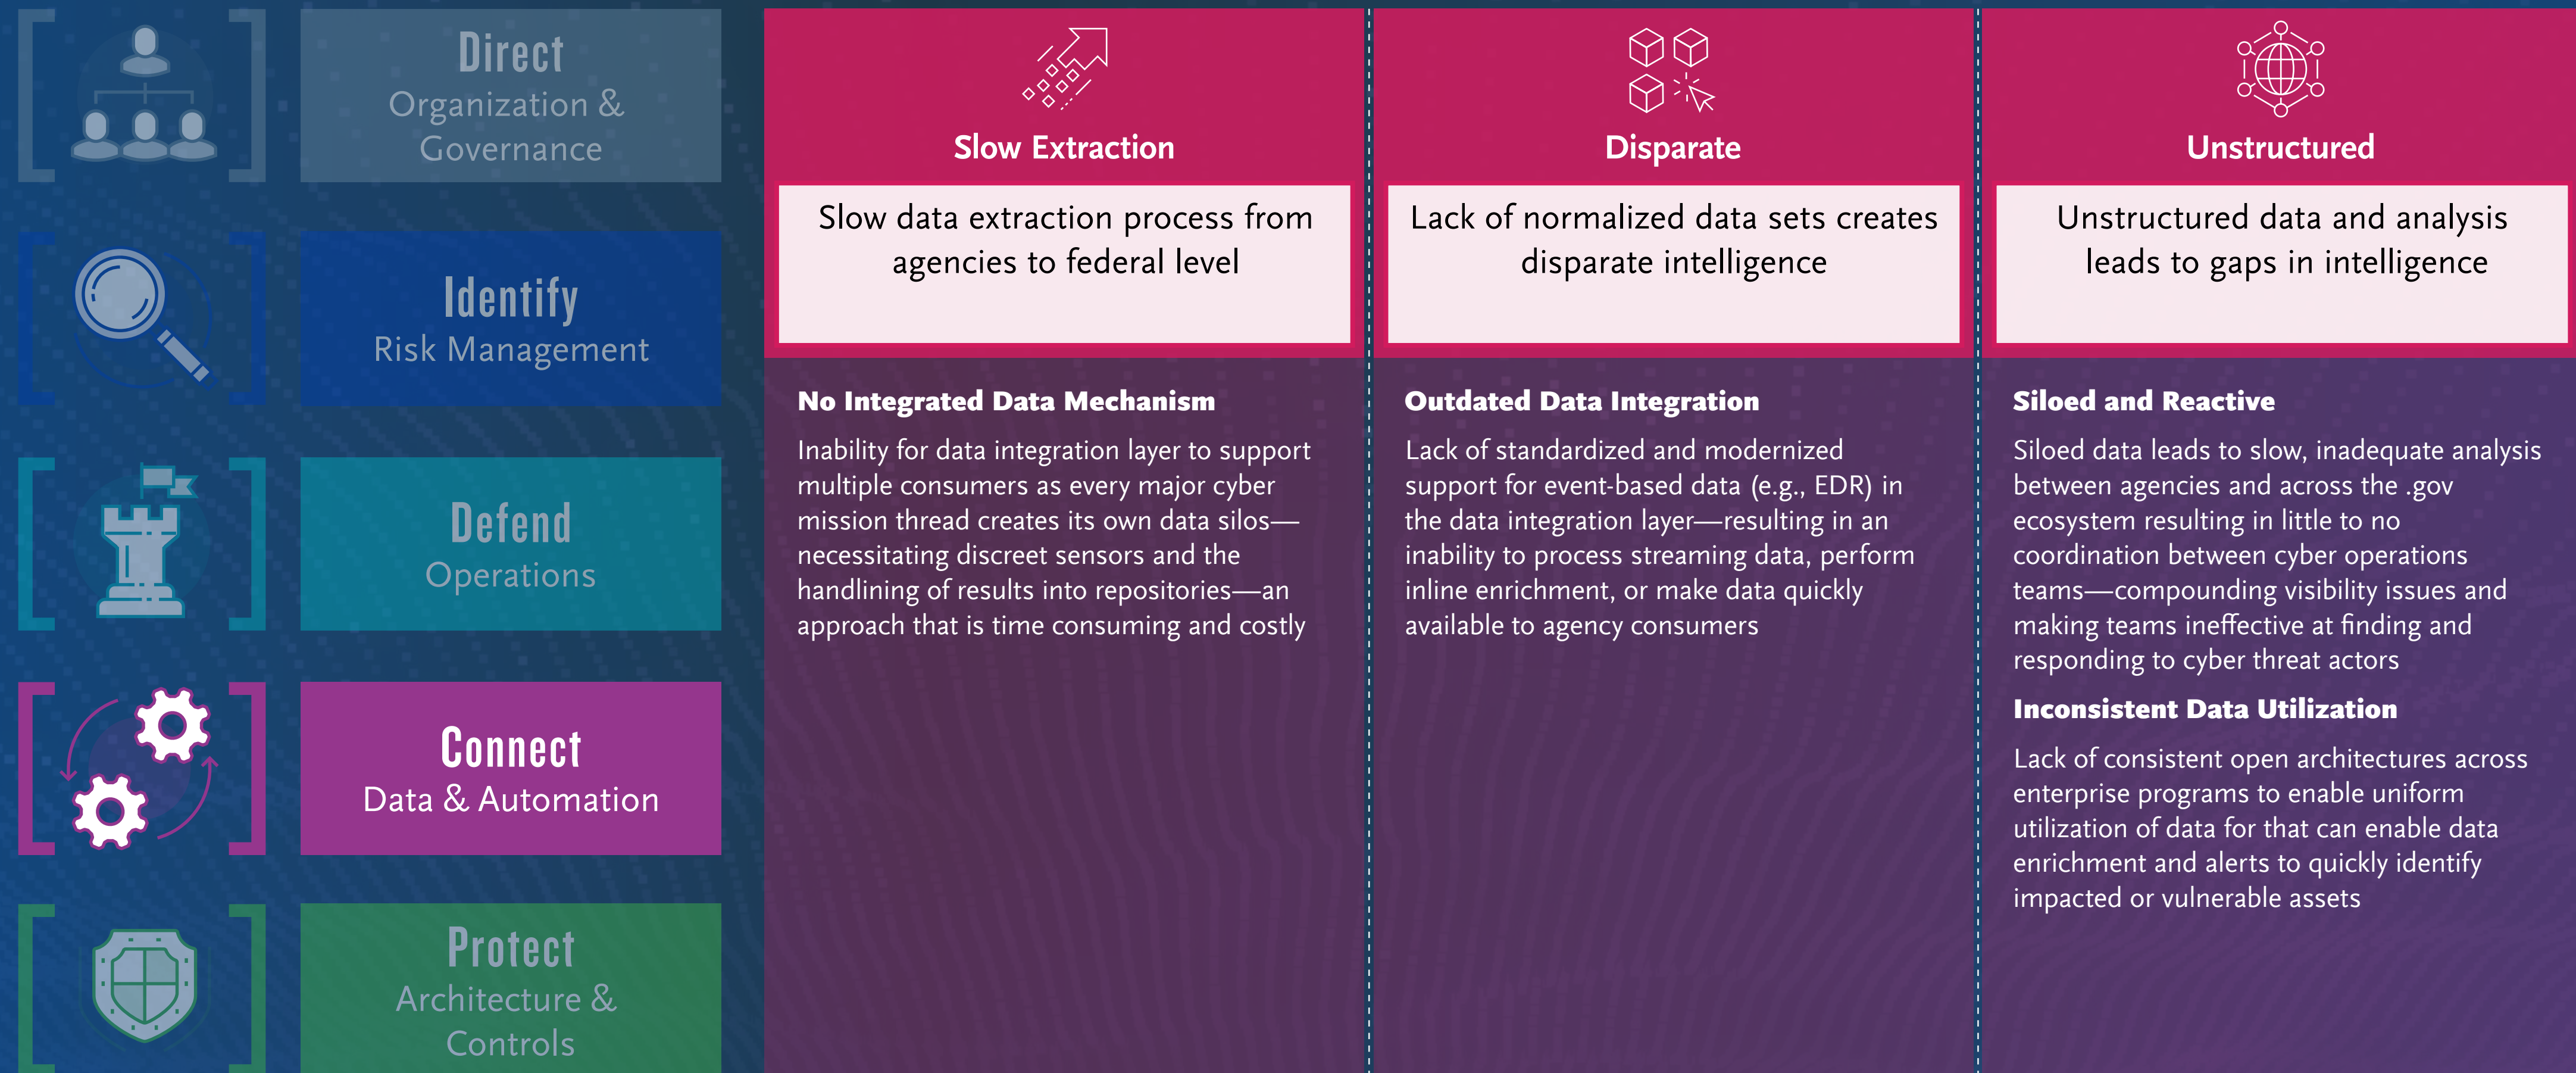 Direct
Organization &
Governance
Identify
Risk Management
Defend
Operations
Connect
Data & Automation
Protect
Architecture &
Controls
Slow Extraction
Slow data extraction process from
agencies to federal level
No Integrated Data Mechanism
Inability for data integration layer to support
multiple consumers as every major cyber
mission thread creates its own data silos—
necessitating discreet sensors and the
handlining of results into repositories—an
approach that is time consuming and costly
Disparate
Lack of normalized data sets creates
disparate intelligence
Outdated Data Integration
Lack of standardized and modernized
support for event-based data (e.g., EDR) in
the data integration layer—resulting in an
inability to process streaming data, perform
inline enrichment, or make data quickly
available to agency consumers
Unstructured
Unstructured data and analysis
leads to gaps in intelligence
Siloed and Reactive
Siloed data leads to slow, inadequate analysis
between agencies and across the .gov
ecosystem resulting in little to no
coordination between cyber operations
teams—compounding visibility issues and
making teams ineffective at finding and
responding to cyber threat actors
Inconsistent Data Utilization
Lack of consistent open architectures across
enterprise programs to enable uniform
utilization of data for that can enable data
enrichment and alerts to quickly identify
impacted or vulnerable assets